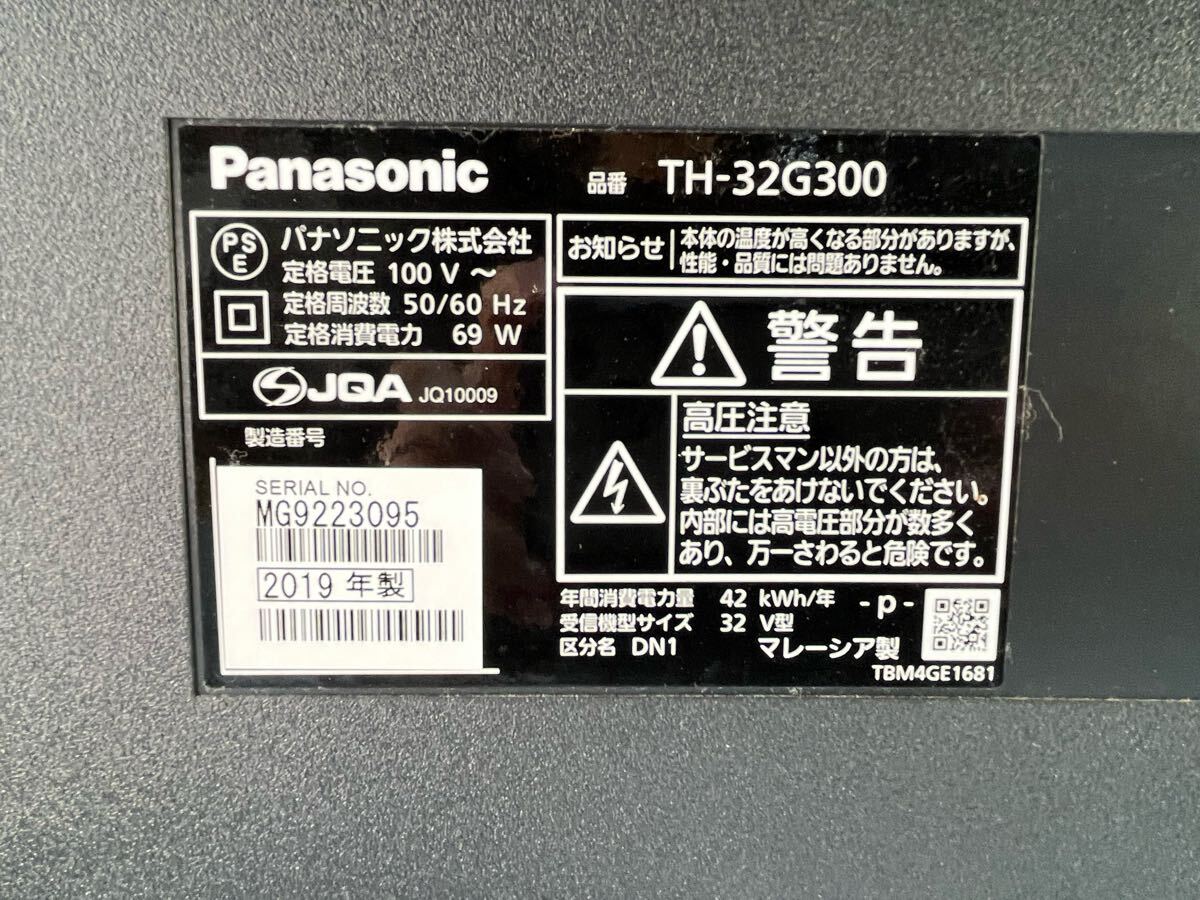 Panasonic
品番 TH-32G300
PS
E
パナソニック株式会社
定格電圧 100 V ～
定格周波数 50/60 Hz
定格消費電力 69 W
JQA JQ10009
製造番号
SERIAL NO.
MG9223095
2019 年製
お知らせ
本体の温度が高くなる部分がありますが、
性能・品質には問題ありません。
警告
高圧注意
サービスマン以外の方は、
裏ぶたをあけないでください。
内部には高電圧部分が数多く
あり、万一さわると危険です。
年間消費電力量 42 kWh/年 -p-
受信機型サイズ 32 V型
区分名 DN1 マレーシア製
TBM4GE1681